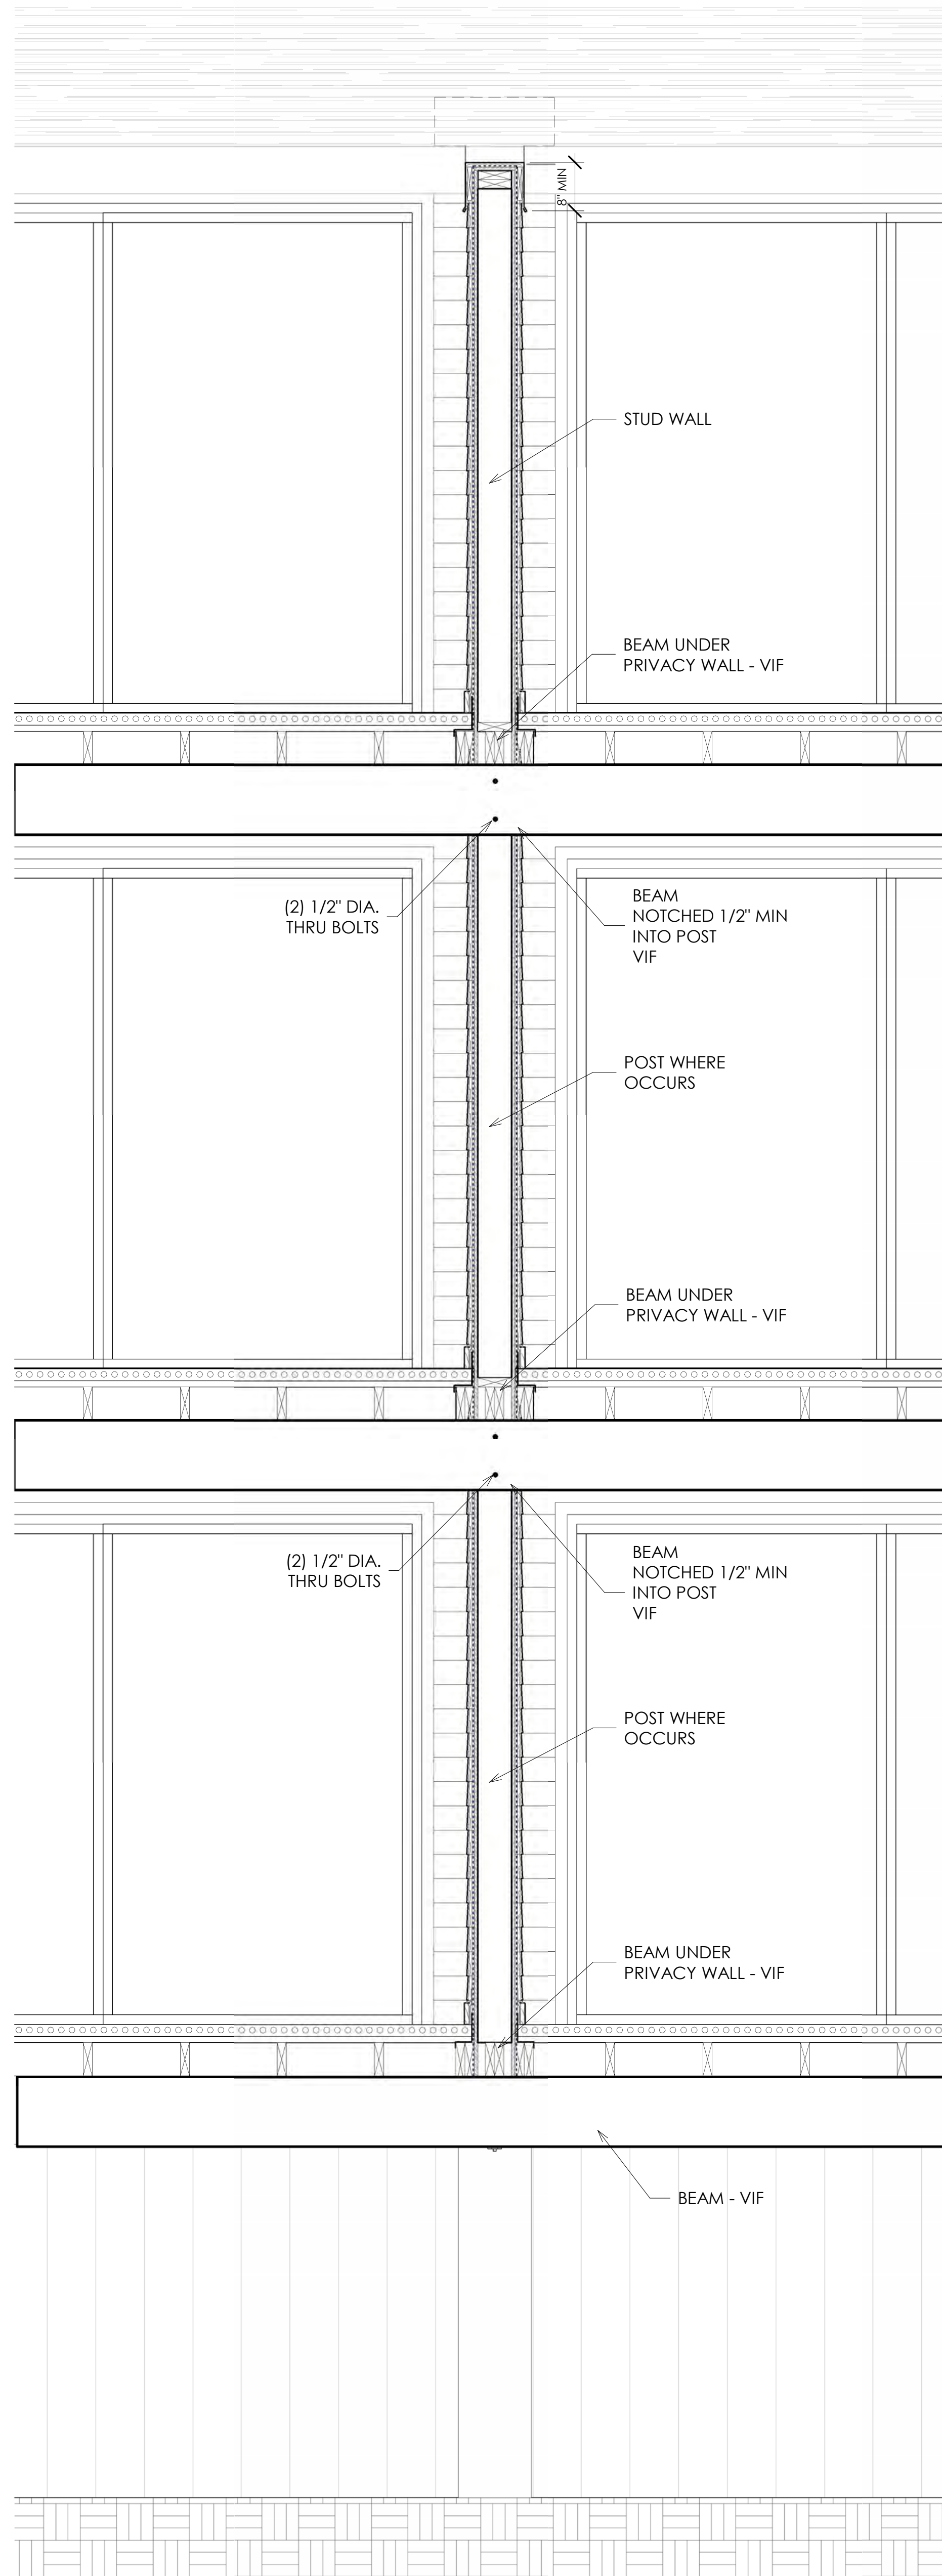 8" MIN
STUD WALL
BEAM UNDER
PRIVACY WALL - VIF
(2) 1/2" DIA.
THRU BOLTS
BEAM
NOTCHED 1/2" MIN
INTO POST
VIF
POST WHERE
OCCURS
BEAM UNDER
PRIVACY WALL - VIF
(2) 1/2" DIA.
THRU BOLTS
BEAM
NOTCHED 1/2" MIN
INTO POST
VIF
POST WHERE
OCCURS
BEAM UNDER
PRIVACY WALL - VIF
BEAM - VIF